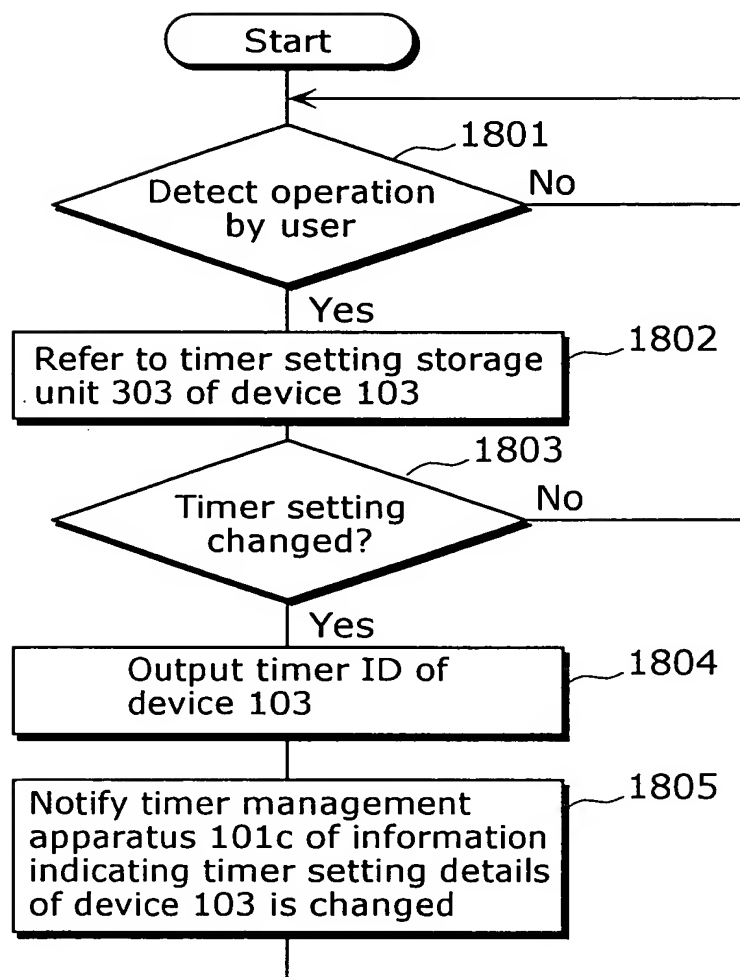 Start
1801
Detect operation
by user
No
Yes
1802
Refer to timer setting storage
unit 303 of device 103
1803
Timer setting
changed?
No
Yes
1804
Output timer ID of
device 103
1805
Notify timer management
apparatus 101c of information
indicating timer setting details
of device 103 is changed